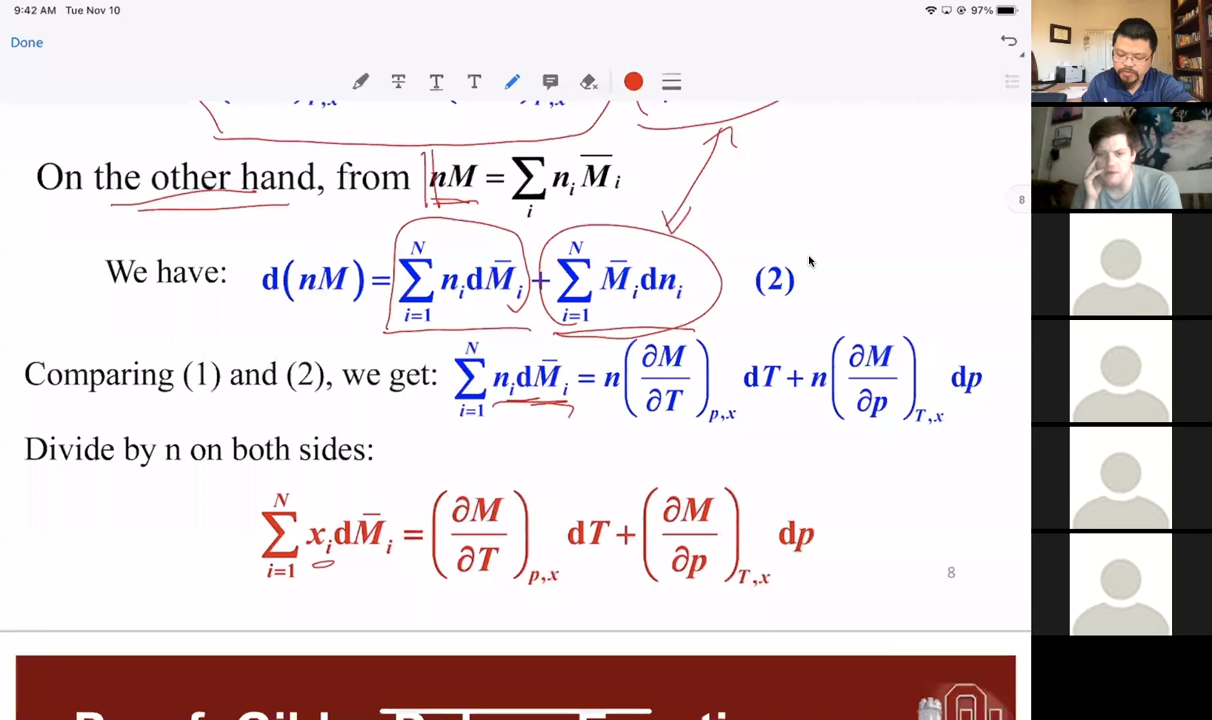 9:42 AM Tue Nov 10
97%
Done
T T T
On the other hand, from nM = ∑_i n_i M̅_i
We have: d(nM) = ∑_{i=1}^{N} n_i dM̅_i + ∑_{i=1}^{N} M̅_i dn_i (2)
Comparing (1) and (2), we get: ∑_{i=1}^{N} n_i dM̅_i = n(∂M/∂T)_{p,x} dT + n(∂M/∂p)_{T,x} dp
Divide by n on both sides:
∑_{i=1}^{N} x_i dM̅_i = (∂M/∂T)_{p,x} dT + (∂M/∂p)_{T,x} dp
8
8